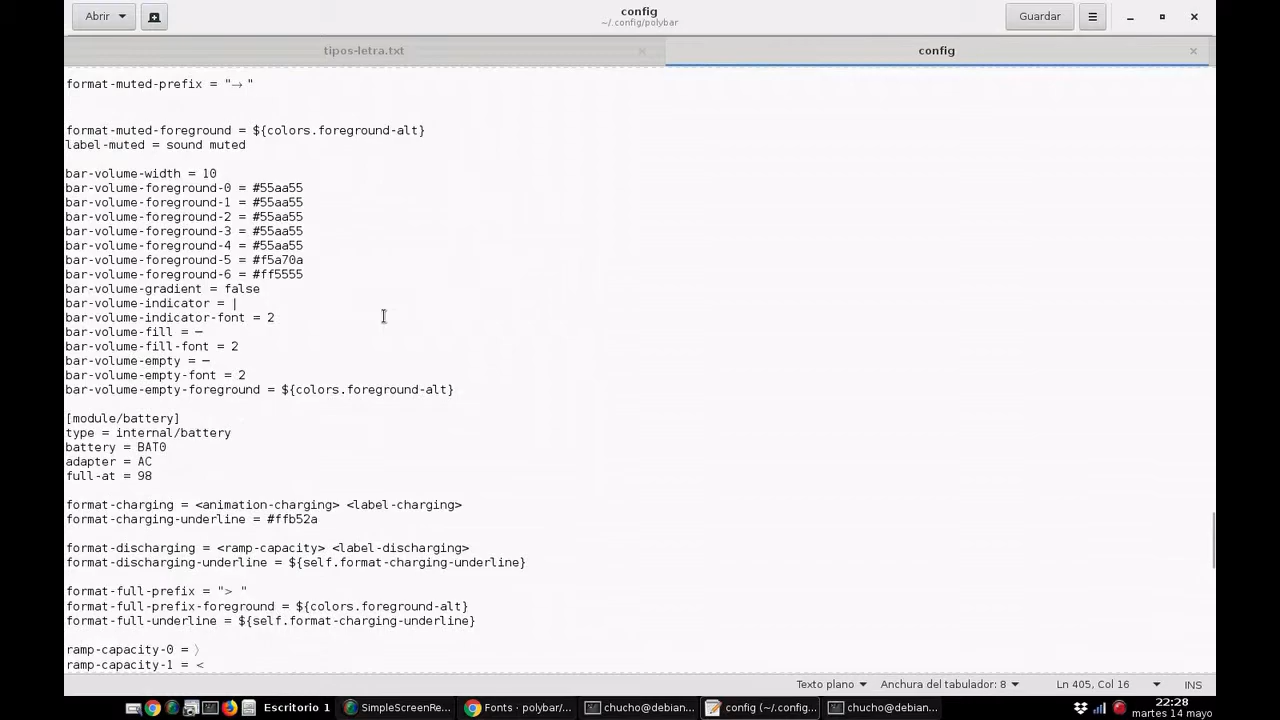 Abrir
config
~/.config/polybar
Guardar
tipos-letra.txt
config
format-muted-prefix = "→ "
format-muted-foreground = ${colors.foreground-alt}
label-muted = sound muted
bar-volume-width = 10
bar-volume-foreground-0 = #55aa55
bar-volume-foreground-1 = #55aa55
bar-volume-foreground-2 = #55aa55
bar-volume-foreground-3 = #55aa55
bar-volume-foreground-4 = #55aa55
bar-volume-foreground-5 = #f5a70a
bar-volume-foreground-6 = #ff5555
bar-volume-gradient = false
bar-volume-indicator = |
bar-volume-indicator-font = 2
bar-volume-fill = ─
bar-volume-fill-font = 2
bar-volume-empty = ─
bar-volume-empty-font = 2
bar-volume-empty-foreground = ${colors.foreground-alt}
[module/battery]
type = internal/battery
battery = BAT0
adapter = AC
full-at = 98
format-charging = <animation-charging> <label-charging>
format-charging-underline = #ffb52a
format-discharging = <ramp-capacity> <label-discharging>
format-discharging-underline = ${self.format-charging-underline}
format-full-prefix = "> "
format-full-prefix-foreground = ${colors.foreground-alt}
format-full-underline = ${self.format-charging-underline}
ramp-capacity-0 = 〉
ramp-capacity-1 = <
Texto plano
Anchura del tabulador: 8
Ln 405, Col 16
INS
Escritorio 1
SimpleScreenRe...
Fonts · polybar/...
chucho@debian...
config (~/.config...
chucho@debian...
22:28
martes 14 mayo